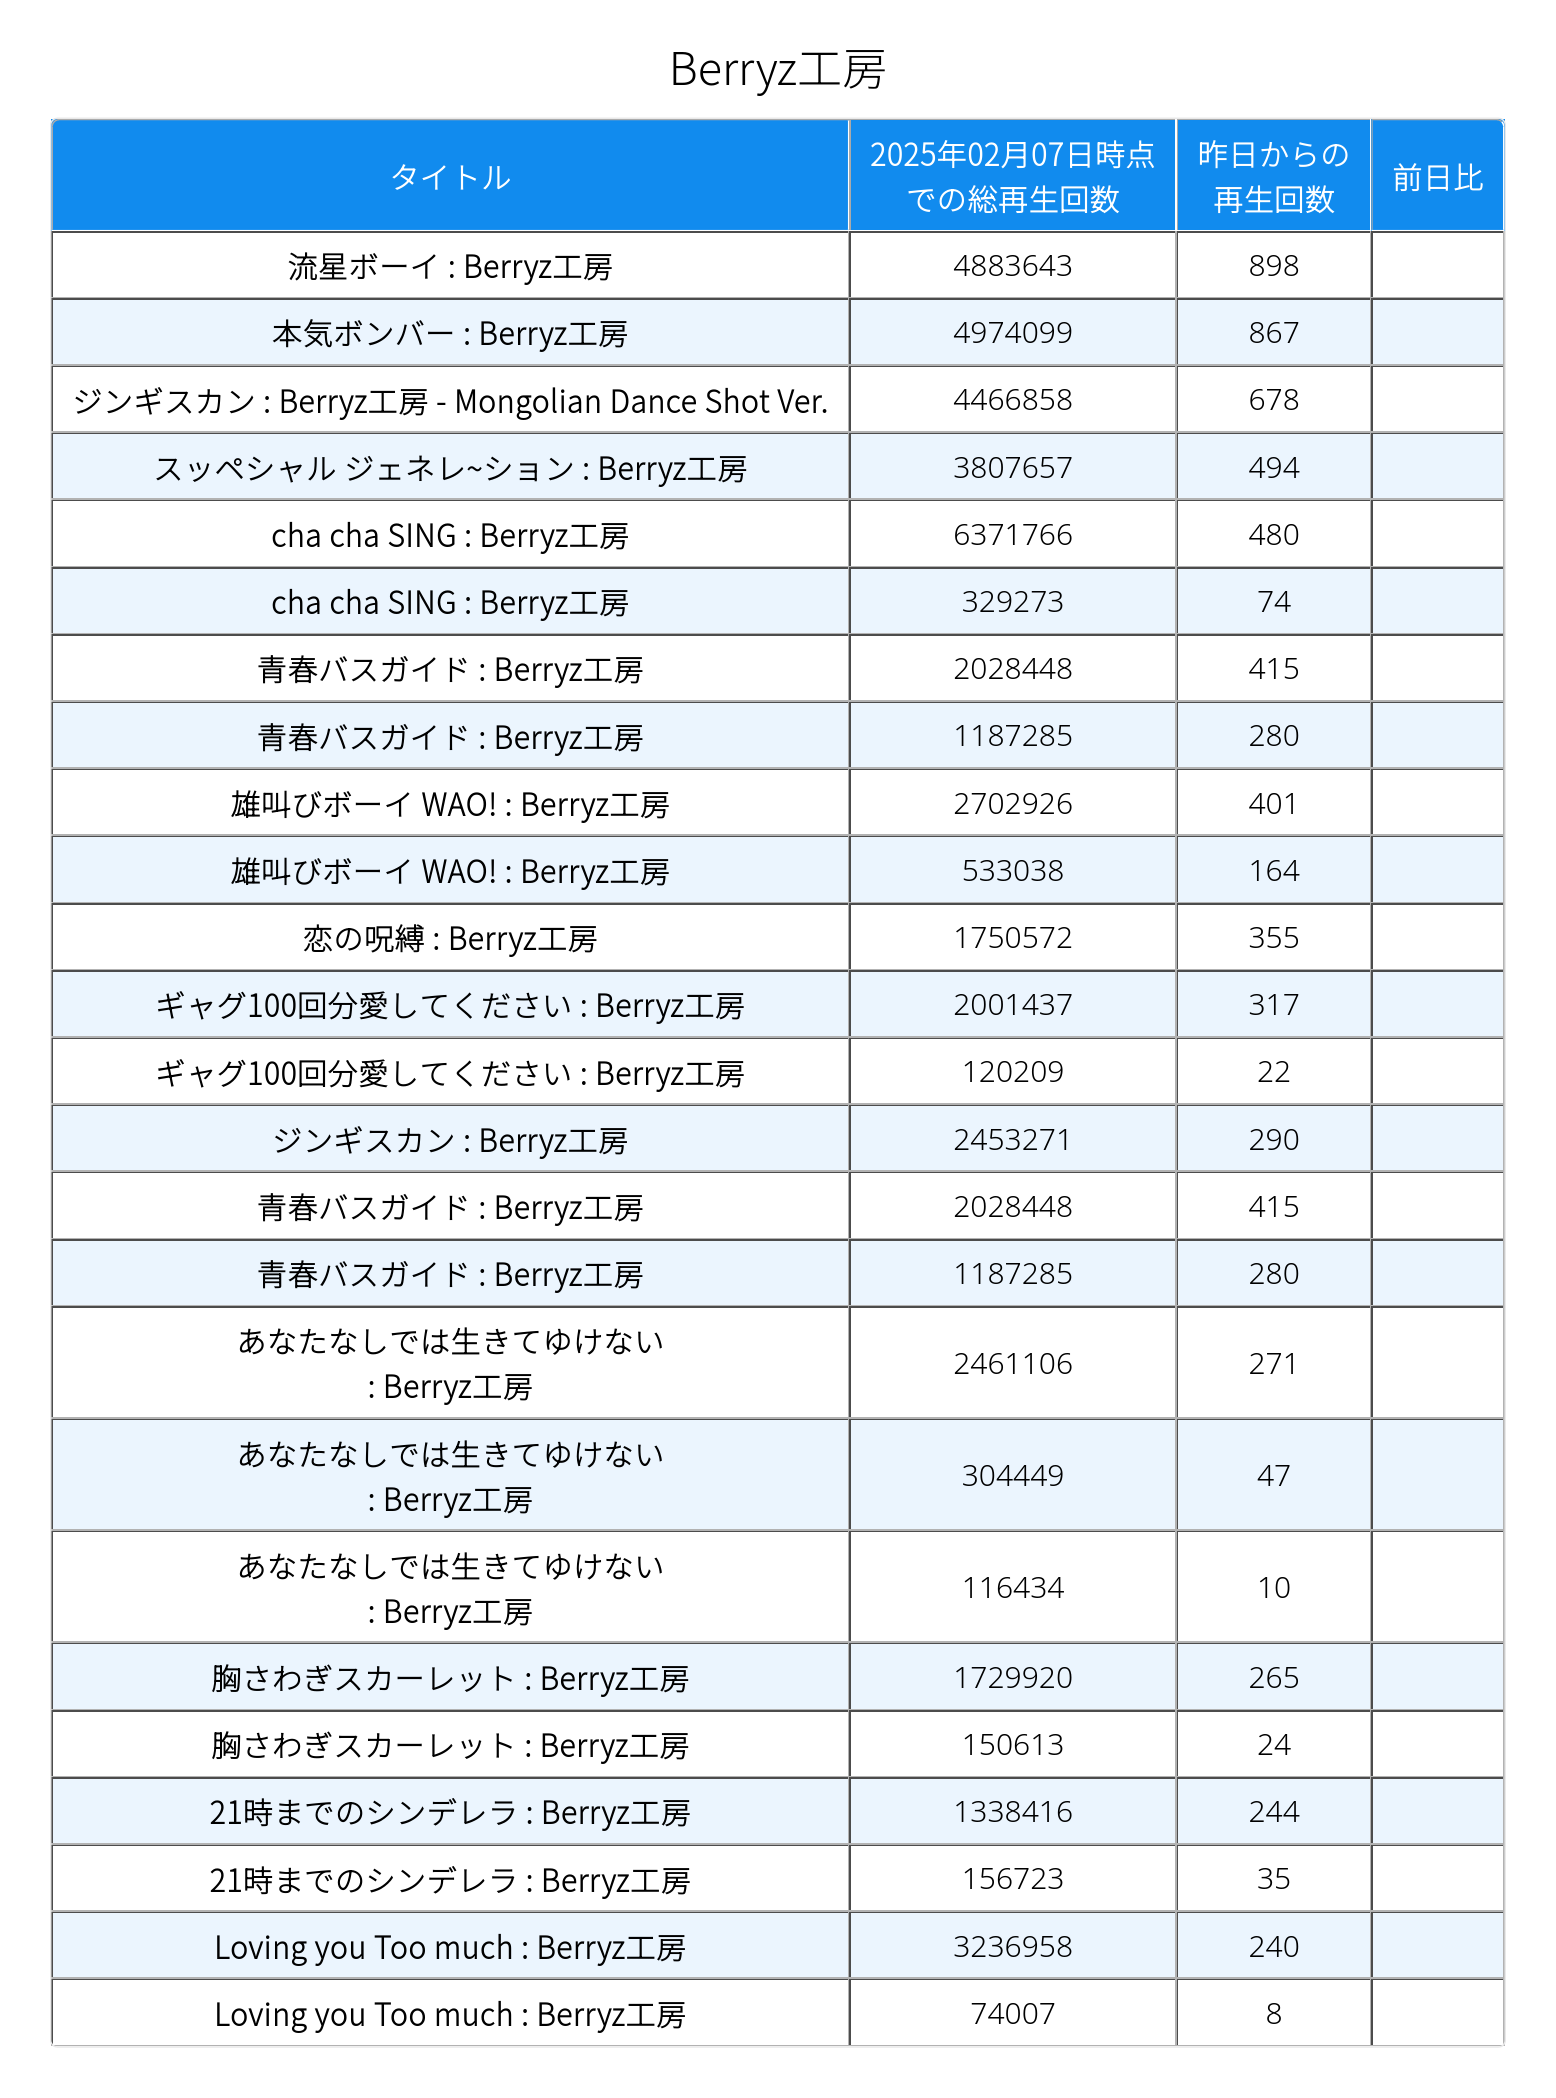 Berryz工房
タイトル
2025年02月07日時点
での総再生回数
昨日からの
再生回数
前日比
流星ボーイ : Berryz工房 4883643 898
本気ボンバー : Berryz工房 4974099 867
ジンギスカン : Berryz工房 - Mongolian Dance Shot Ver. 4466858 678
スッペシャル ジェネレ~ション : Berryz工房 3807657 494
cha cha SING : Berryz工房 6371766 480
cha cha SING : Berryz工房 329273 74
青春バスガイド : Berryz工房 2028448 415
青春バスガイド : Berryz工房 1187285 280
雄叫びボーイ WAO! : Berryz工房 2702926 401
雄叫びボーイ WAO! : Berryz工房 533038 164
恋の呪縛 : Berryz工房 1750572 355
ギャグ100回分愛してください : Berryz工房 2001437 317
ギャグ100回分愛してください : Berryz工房 120209 22
ジンギスカン : Berryz工房 2453271 290
青春バスガイド : Berryz工房 2028448 415
青春バスガイド : Berryz工房 1187285 280
あなたなしでは生きてゆけない
: Berryz工房 2461106 271
あなたなしでは生きてゆけない
: Berryz工房 304449 47
あなたなしでは生きてゆけない
: Berryz工房 116434 10
胸さわぎスカーレット : Berryz工房 1729920 265
胸さわぎスカーレット : Berryz工房 150613 24
21時までのシンデレラ : Berryz工房 1338416 244
21時までのシンデレラ : Berryz工房 156723 35
Loving you Too much : Berryz工房 3236958 240
Loving you Too much : Berryz工房 74007 8